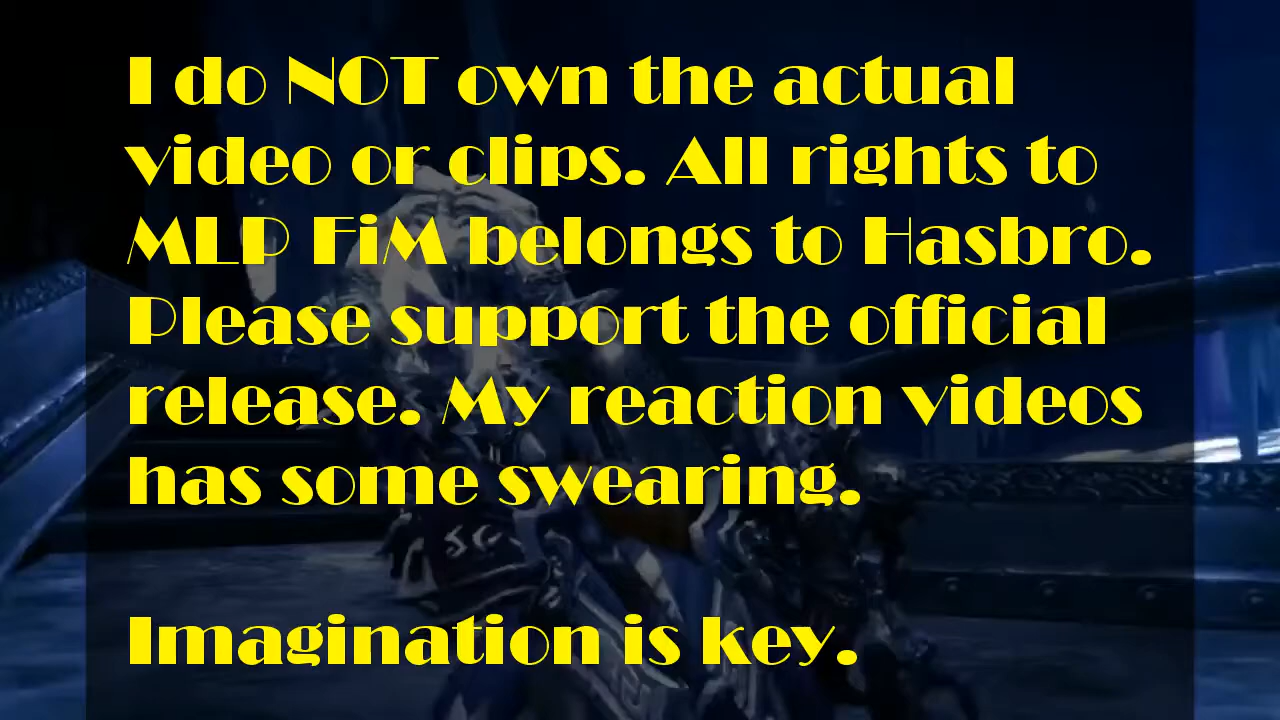 I do NOT own the actual
video or clips. All rights to
MLP FiM belongs to Hasbro.
Please support the official
release. My reaction videos
has some swearing.
Imagination is key.